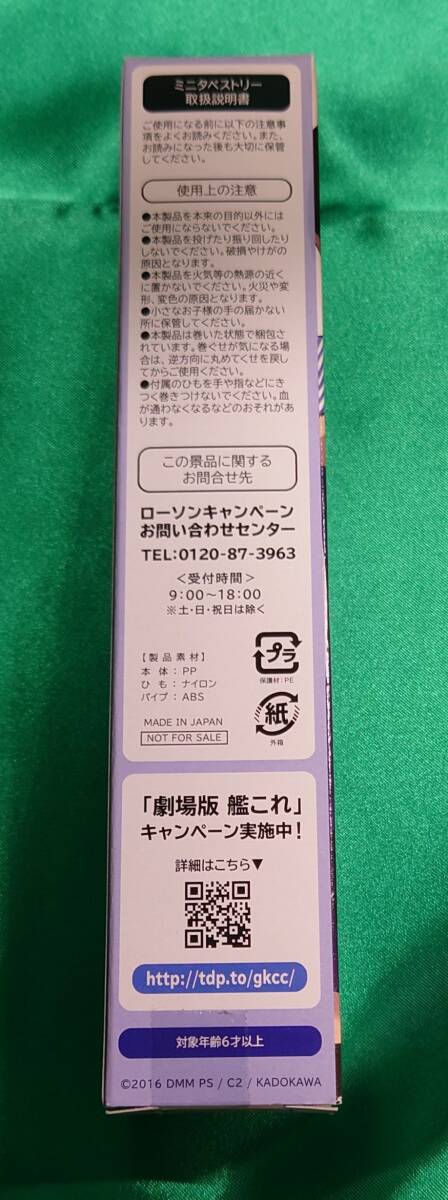 ミニタペストリー
取扱説明書
ご使用になる前に以下の注意事
項をよくお読みください。また、
お読みになった後も大切に保管
してください。
使用上の注意
●本製品を本来の目的以外には
ご使用にならないでください。
●本製品を投げたり振り回したり
しないでください。破損やけがの
原因となります。
●本製品を火気等の熱源の近く
に置かないでください。火災や変
形、変色の原因となります。
●小さなお子様の手の届かない
所に保管してください。
●本製品は巻いた状態で梱包さ
れています。巻ぐせが気になる場
合は、逆方向に丸めてくせを戻し
てからご使用ください。
●付属のひもを手や指などにき
つく巻きつけないでください。血
が通わなくなるなどのおそれがあ
ります。
この景品に関する
お問合せ先
ローソンキャンペーン
お問い合わせセンター
TEL:0120-87-3963
＜受付時間＞
9:00～18:00
※土・日・祝日は除く
【製品素材】
本体：PP
ひも：ナイロン
パイプ：ABS
MADE IN JAPAN
NOT FOR SALE
プラ
保護材：PE
紙
外箱
「劇場版 艦これ」
キャンペーン実施中！
詳細はこちら▼
http://tdp.to/gkcc/
対象年齢6才以上
©2016 DMM PS / C2 / KADOKAWA